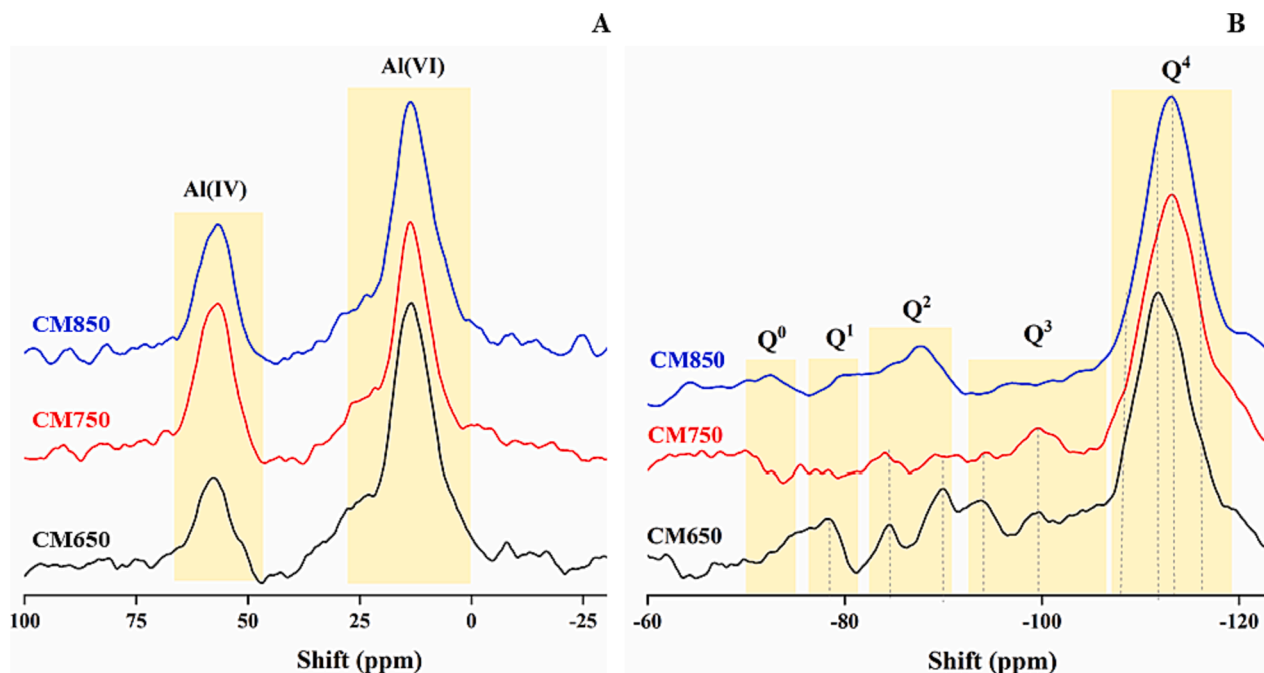 A
Al(VI)
Al(IV)
CM850
CM750
CM650
100 75 50 25 0 -25
Shift (ppm)
B
Q⁴
Q⁰ Q¹ Q² Q³
CM850
CM750
CM650
-60 -80 -100 -120
Shift (ppm)